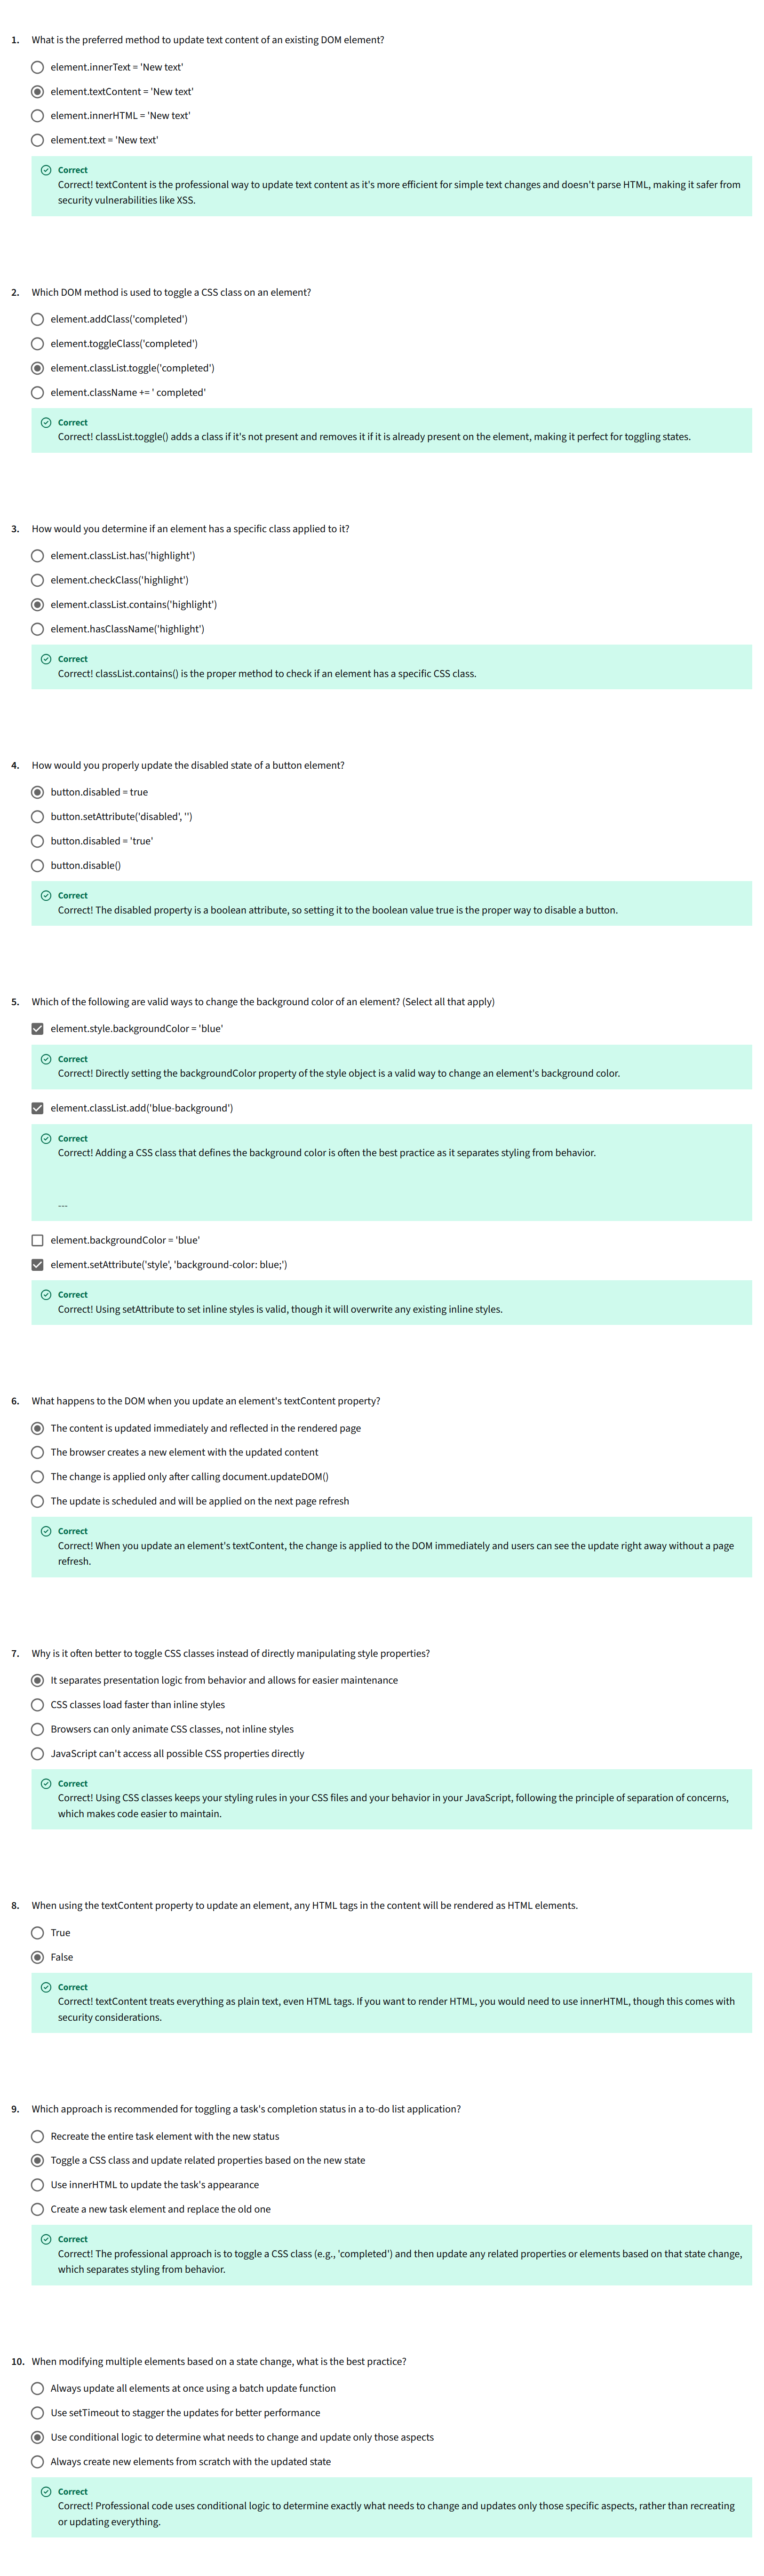 1. What is the preferred method to update text content of an existing DOM element?
element.innerText = 'New text'
element.textContent = 'New text'
element.innerHTML = 'New text'
element.text = 'New text'
Correct
Correct! textContent is the professional way to update text content as it's more efficient for simple text changes and doesn't parse HTML, making it safer from
security vulnerabilities like XSS.
2. Which DOM method is used to toggle a CSS class on an element?
element.addClass('completed')
element.toggleClass('completed')
element.classList.toggle('completed')
element.className += ' completed'
Correct
Correct! classList.toggle() adds a class if it's not present and removes it if it is already present on the element, making it perfect for toggling states.
3. How would you determine if an element has a specific class applied to it?
element.classList.has('highlight')
element.checkClass('highlight')
element.classList.contains('highlight')
element.hasClassName('highlight')
Correct
Correct! classList.contains() is the proper method to check if an element has a specific CSS class.
4. How would you properly update the disabled state of a button element?
button.disabled = true
button.setAttribute('disabled', '')
button.disabled = 'true'
button.disable()
Correct
Correct! The disabled property is a boolean attribute, so setting it to the boolean value true is the proper way to disable a button.
5. Which of the following are valid ways to change the background color of an element? (Select all that apply)
element.style.backgroundColor = 'blue'
Correct
Correct! Directly setting the backgroundColor property of the style object is a valid way to change an element's background color.
element.classList.add('blue-background')
Correct
Correct! Adding a CSS class that defines the background color is often the best practice as it separates styling from behavior.
---
element.backgroundColor = 'blue'
element.setAttribute('style', 'background-color: blue;')
Correct
Correct! Using setAttribute to set inline styles is valid, though it will overwrite any existing inline styles.
6. What happens to the DOM when you update an element's textContent property?
The content is updated immediately and reflected in the rendered page
The browser creates a new element with the updated content
The change is applied only after calling document.updateDOM()
The update is scheduled and will be applied on the next page refresh
Correct
Correct! When you update an element's textContent, the change is applied to the DOM immediately and users can see the update right away without a page
refresh.
7. Why is it often better to toggle CSS classes instead of directly manipulating style properties?
It separates presentation logic from behavior and allows for easier maintenance
CSS classes load faster than inline styles
Browsers can only animate CSS classes, not inline styles
JavaScript can't access all possible CSS properties directly
Correct
Correct! Using CSS classes keeps your styling rules in your CSS files and your behavior in your JavaScript, following the principle of separation of concerns,
which makes code easier to maintain.
8. When using the textContent property to update an element, any HTML tags in the content will be rendered as HTML elements.
True
False
Correct
Correct! textContent treats everything as plain text, even HTML tags. If you want to render HTML, you would need to use innerHTML, though this comes with
security considerations.
9. Which approach is recommended for toggling a task's completion status in a to-do list application?
Recreate the entire task element with the new status
Toggle a CSS class and update related properties based on the new state
Use innerHTML to update the task's appearance
Create a new task element and replace the old one
Correct
Correct! The professional approach is to toggle a CSS class (e.g., 'completed') and then update any related properties or elements based on that state change,
which separates styling from behavior.
10. When modifying multiple elements based on a state change, what is the best practice?
Always update all elements at once using a batch update function
Use setTimeout to stagger the updates for better performance
Use conditional logic to determine what needs to change and update only those aspects
Always create new elements from scratch with the updated state
Correct
Correct! Professional code uses conditional logic to determine exactly what needs to change and updates only those specific aspects, rather than recreating
or updating everything.